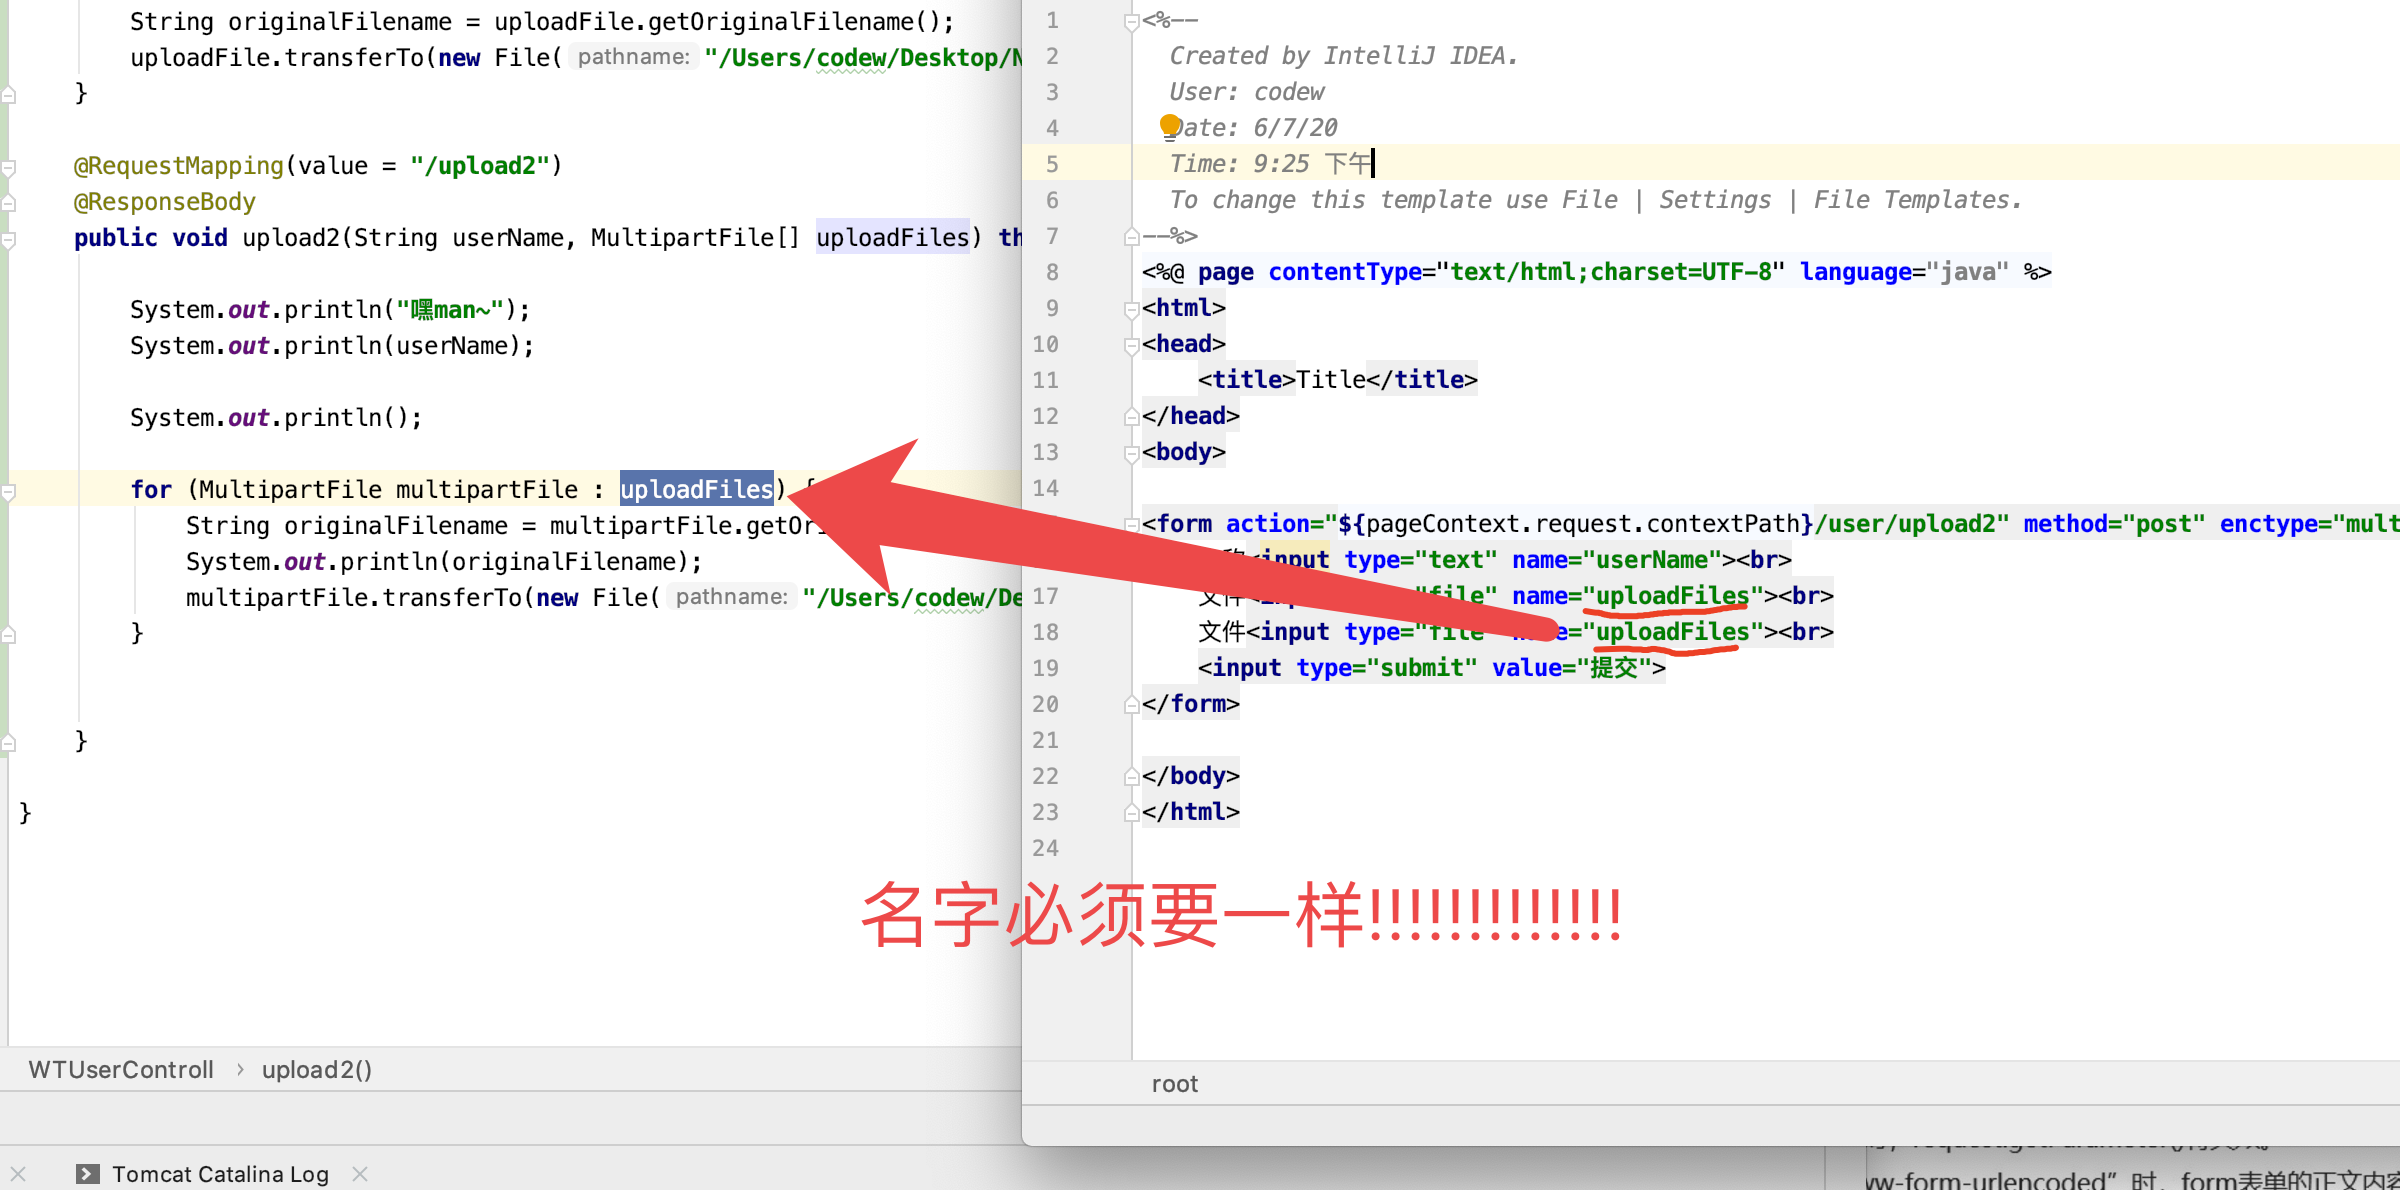 String originalFilename = uploadFile.getOriginalFilename();
uploadFile.transferTo(new File( pathname: "/Users/codew/Desktop/
}
@RequestMapping(value = "/upload2")
@ResponseBody
public void upload2(String userName, MultipartFile[] uploadFiles) th
System.out.println("嘿man~");
System.out.println(userName);
System.out.println();
for (MultipartFile multipartFile : uploadFiles) {
String originalFilename = multipartFile.getOr
System.out.println(originalFilename);
multipartFile.transferTo(new File( pathname: "/Users/codew/De
}
}
}
WTUserControll › upload2()
Tomcat Catalina Log
1 <%--
2 Created by IntelliJ IDEA.
3 User: codew
4 Date: 6/7/20
5 Time: 9:25 下午
6 To change this template use File | Settings | File Templates.
7 --%>
8 <%@ page contentType="text/html;charset=UTF-8" language="java" %>
9 <html>
10 <head>
11 <title>Title</title>
12 </head>
13 <body>
14
<form action="${pageContext.request.contextPath}/user/upload2" method="post" enctype="mult
<input type="text" name="userName"><br>
17 文件<input type="file" name="uploadFiles"><br>
18 文件<input type="file" name="uploadFiles"><br>
19 <input type="submit" value="提交">
20 </form>
21
22 </body>
23 </html>
24
名字必须要一样!!!!!!!!!!!!!
root
-form-urlencoded” 时，form表单的正文内容